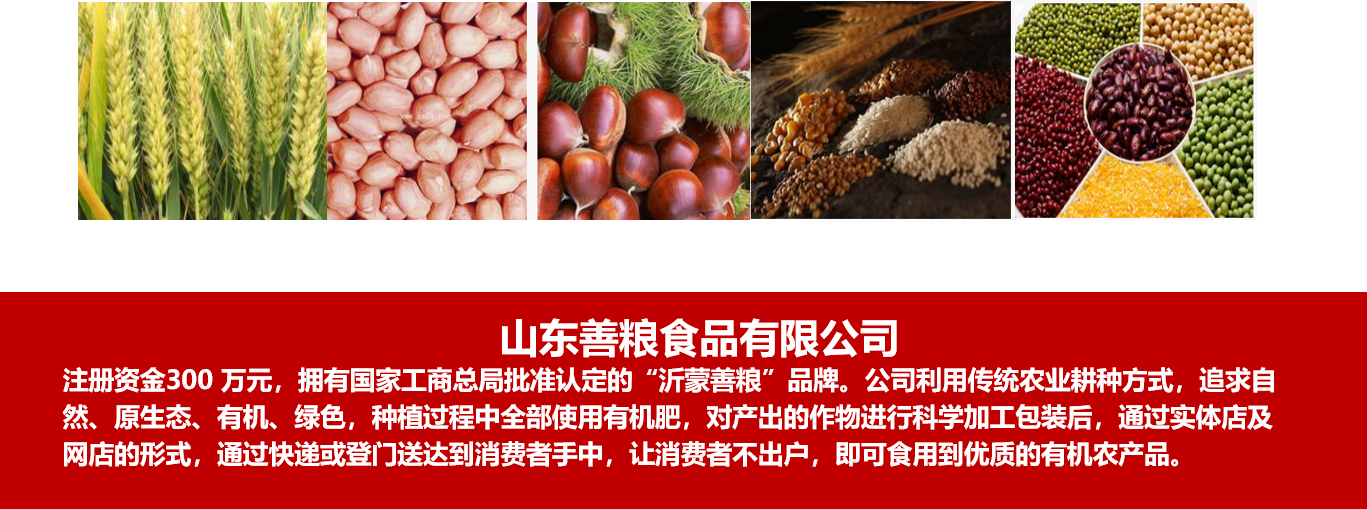 山东善粮食品有限公司
注册资金300 万元，拥有国家工商总局批准认定的“沂蒙善粮”品牌。公司利用传统农业耕种方式，追求自
然、原生态、有机、绿色，种植过程中全部使用有机肥，对产出的作物进行科学加工包装后，通过实体店及
网店的形式，通过快递或登门送达到消费者手中，让消费者不出户，即可食用到优质的有机农产品。